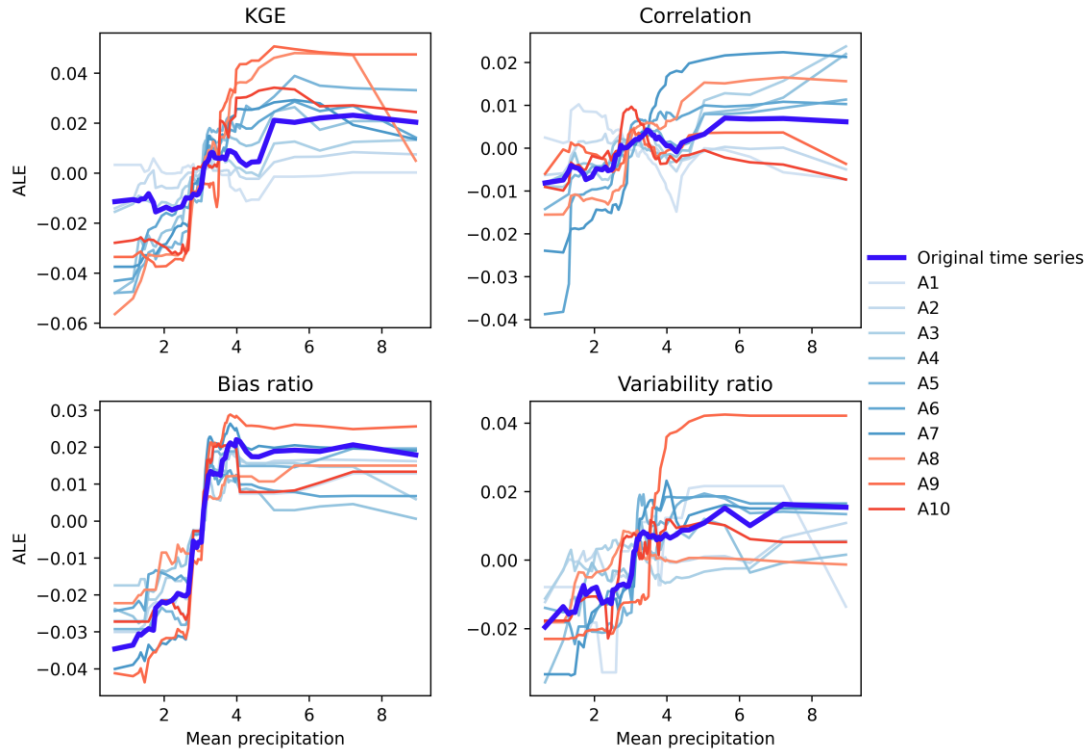 KGE
Correlation
ALE
0.04
0.02
0.00
−0.02
−0.04
−0.06
2 4 6 8
0.02
0.01
0.00
−0.01
−0.02
−0.03
−0.04
2 4 6 8
Bias ratio
Variability ratio
ALE
0.03
0.02
0.01
0.00
−0.01
−0.02
−0.03
−0.04
2 4 6 8
Mean precipitation
0.04
0.02
0.00
−0.02
2 4 6 8
Mean precipitation
Original time series
A1
A2
A3
A4
A5
A6
A7
A8
A9
A10